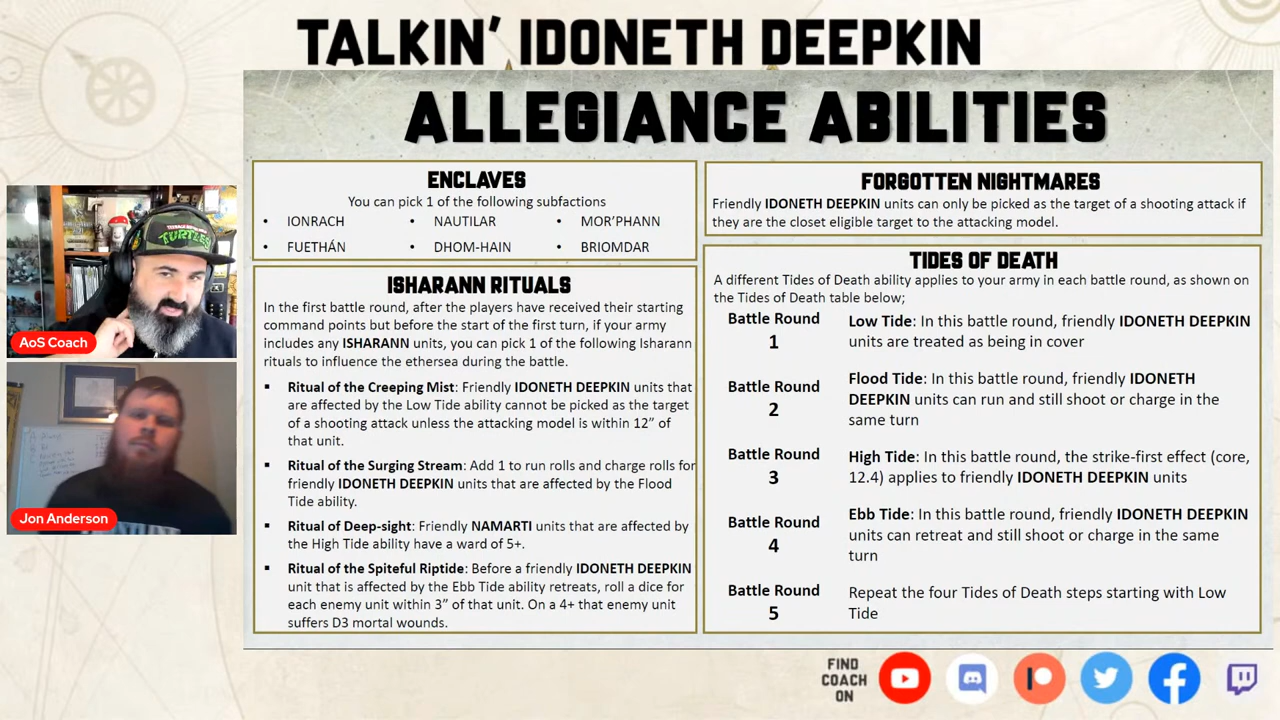 TALKIN' IDONETH DEEPKIN
ALLEGIANCE ABILITIES
ENCLAVES
You can pick 1 of the following subfactions
• IONRACH • NAUTILAR • MOR'PHANN
• FUETHÁN • DHOM-HAIN • BRIOMDAR
ISHARANN RITUALS
In the first battle round, after the players have received their starting
command points but before the start of the first turn, if your army
includes any ISHARANN units, you can pick 1 of the following Isharann
rituals to influence the ethersea during the battle.
▪ Ritual of the Creeping Mist: Friendly IDONETH DEEPKIN units that
are affected by the Low Tide ability cannot be picked as the target
of a shooting attack unless the attacking model is within 12" of
that unit.
▪ Ritual of the Surging Stream: Add 1 to run rolls and charge rolls for
friendly IDONETH DEEPKIN units that are affected by the Flood
Tide ability.
▪ Ritual of Deep-sight: Friendly NAMARTI units that are affected by
the High Tide ability have a ward of 5+.
▪ Ritual of the Spiteful Riptide: Before a friendly IDONETH DEEPKIN
unit that is affected by the Ebb Tide ability retreats, roll a dice for
each enemy unit within 3" of that unit. On a 4+ that enemy unit
suffers D3 mortal wounds.
FORGOTTEN NIGHTMARES
Friendly IDONETH DEEPKIN units can only be picked as the target of a shooting attack if
they are the closest eligible target to the attacking model.
TIDES OF DEATH
A different Tides of Death ability applies to your army in each battle round, as shown on
the Tides of Death table below;
Battle Round
1
Low Tide: In this battle round, friendly IDONETH DEEPKIN
units are treated as being in cover
Battle Round
2
Flood Tide: In this battle round, friendly IDONETH
DEEPKIN units can run and still shoot or charge in the
same turn
Battle Round
3
High Tide: In this battle round, the strike-first effect (core,
12.4) applies to friendly IDONETH DEEPKIN units
Battle Round
4
Ebb Tide: In this battle round, friendly IDONETH DEEPKIN
units can retreat and still shoot or charge in the same
turn
Battle Round
5
Repeat the four Tides of Death steps starting with Low
Tide
TURTLES
AoS Coach
Jon Anderson
FIND
COACH
ON